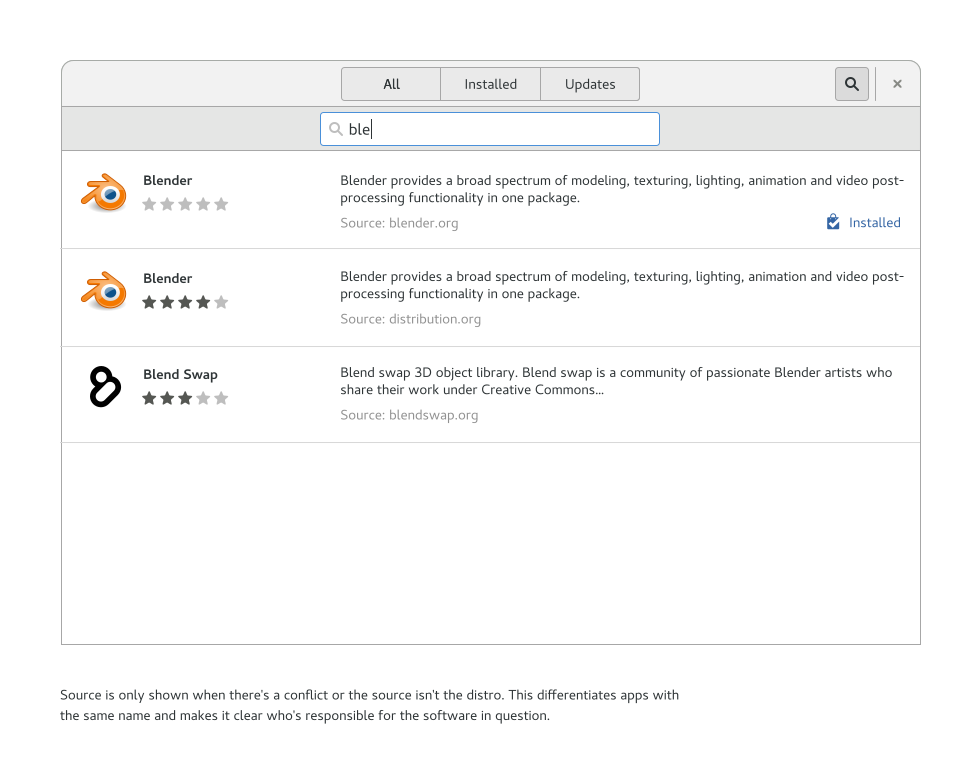 All
Installed
Updates
ble
Blender
Blender provides a broad spectrum of modeling, texturing, lighting, animation and video post-
processing functionality in one package.
Source: blender.org
Installed
Blender
Blender provides a broad spectrum of modeling, texturing, lighting, animation and video post-
processing functionality in one package.
Source: distribution.org
Blend Swap
Blend swap 3D object library. Blend swap is a community of passionate Blender artists who
share their work under Creative Commons...
Source: blendswap.org
Source is only shown when there's a conflict or the source isn't the distro. This differentiates apps with
the same name and makes it clear who's responsible for the software in question.